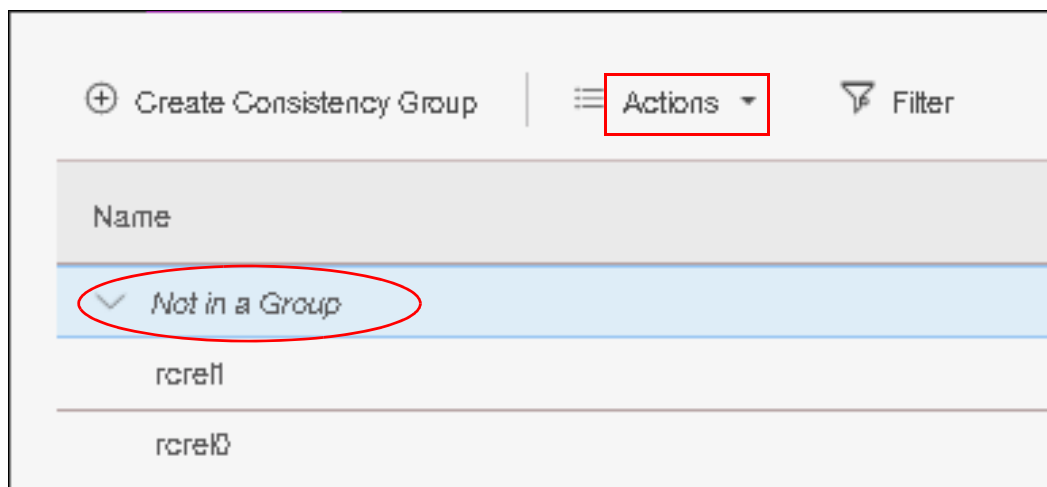 Create Consistency Group Actions Filter
Name
Not in a Group
rcrel1
rcrel0